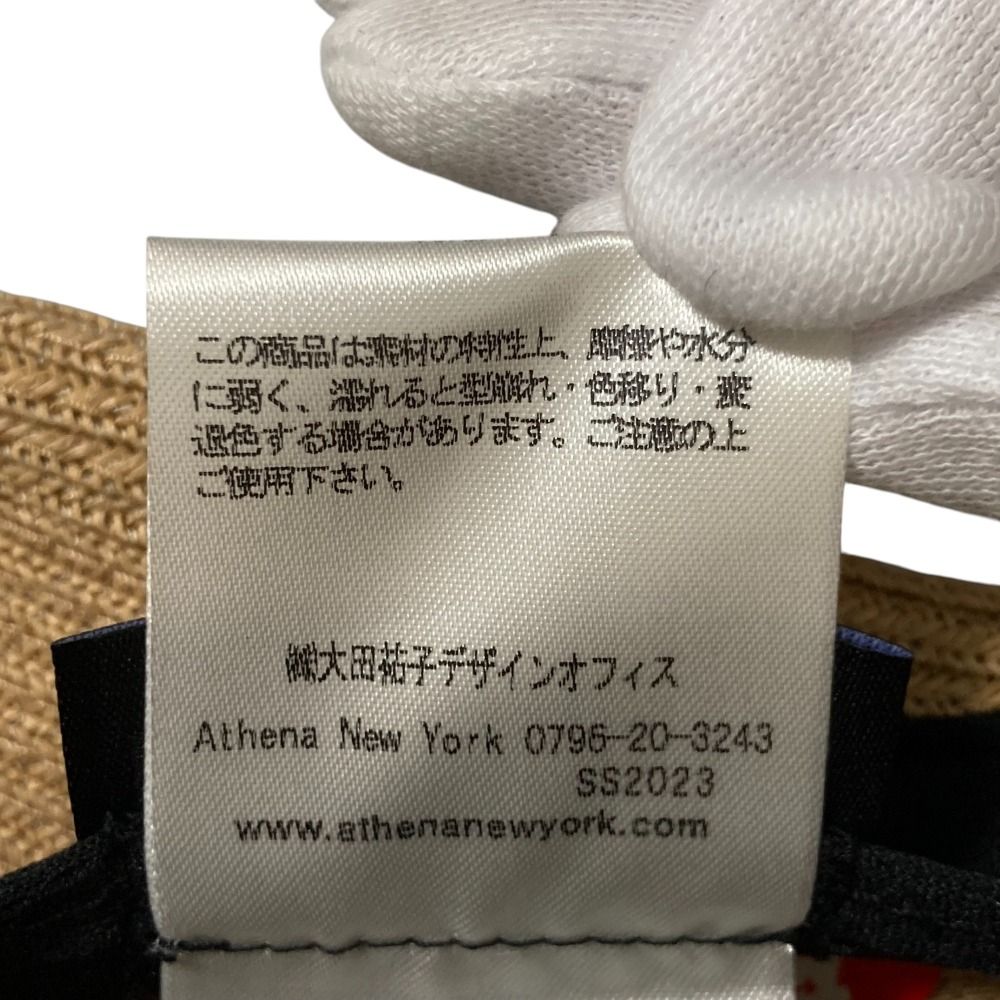 この商品は素材の特性上、摩擦や水分
に弱く、濡れると型崩れ・色移り・変
退色する場合があります。ご注意の上
ご使用下さい。
㈱大田祐子デザインオフィス
Athena New York 0796-20-3243
SS2023
www.athenanewyork.com